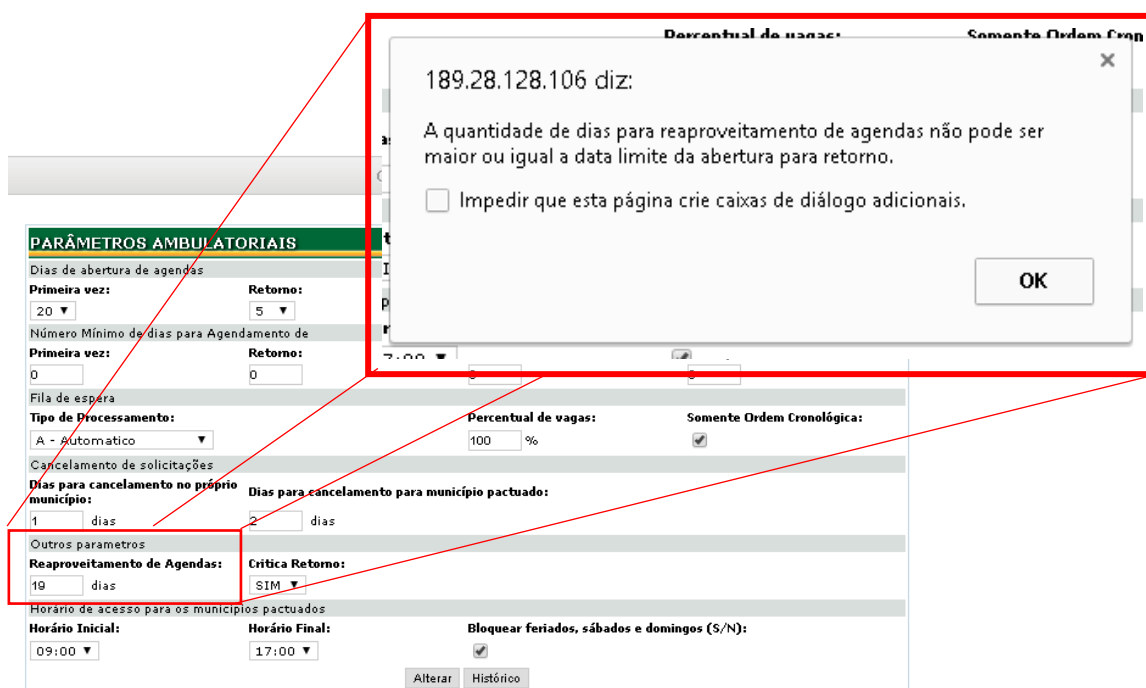 Percentual de vagas: Somente Ordem Cron
189.28.128.106 diz:
A quantidade de dias para reaproveitamento de agendas não pode ser
maior ou igual a data limite da abertura para retorno.
Impedir que esta página crie caixas de diálogo adicionais.
OK
7:00
PARÂMETROS AMBULATORIAIS
Dias de abertura de agendas
Primeira vez: Retorno:
20 5
Número Mínimo de dias para Agendamento de
Primeira vez: Retorno:
0 0
Fila de espera
Tipo de Processamento: Percentual de vagas: Somente Ordem Cronológica:
A - Automatico 100 %
Cancelamento de solicitações
Dias para cancelamento no próprio
município: Dias para cancelamento para município pactuado:
1 dias 2 dias
Outros parametros
Reaproveitamento de Agendas: Critica Retorno:
19 dias SIM
Horário de acesso para os municípios pactuados
Horário Inicial: Horário Final: Bloquear feriados, sábados e domingos (S/N):
09:00 17:00
Alterar Histórico